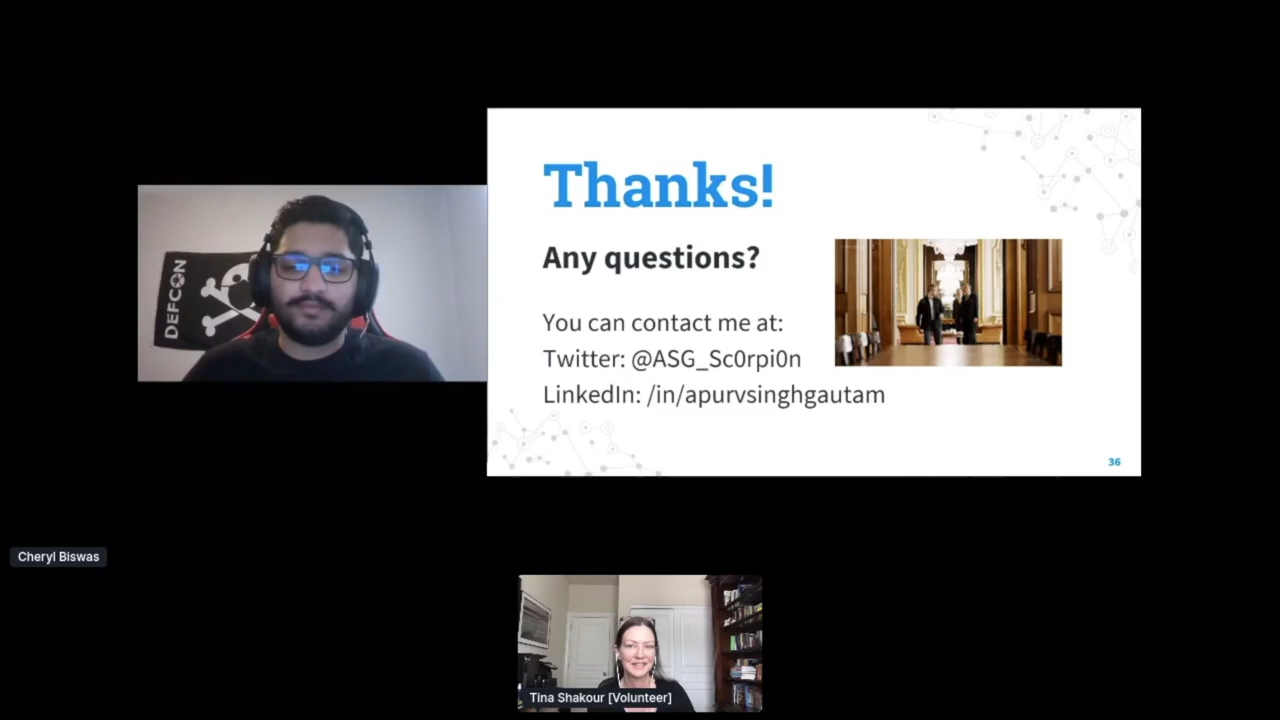 DEFCON
Thanks!
Any questions?
You can contact me at:
Twitter: @ASG_Sc0rpi0n
LinkedIn: /in/apurvsinghgautam
36
Cheryl Biswas
Tina Shakour [Volunteer]